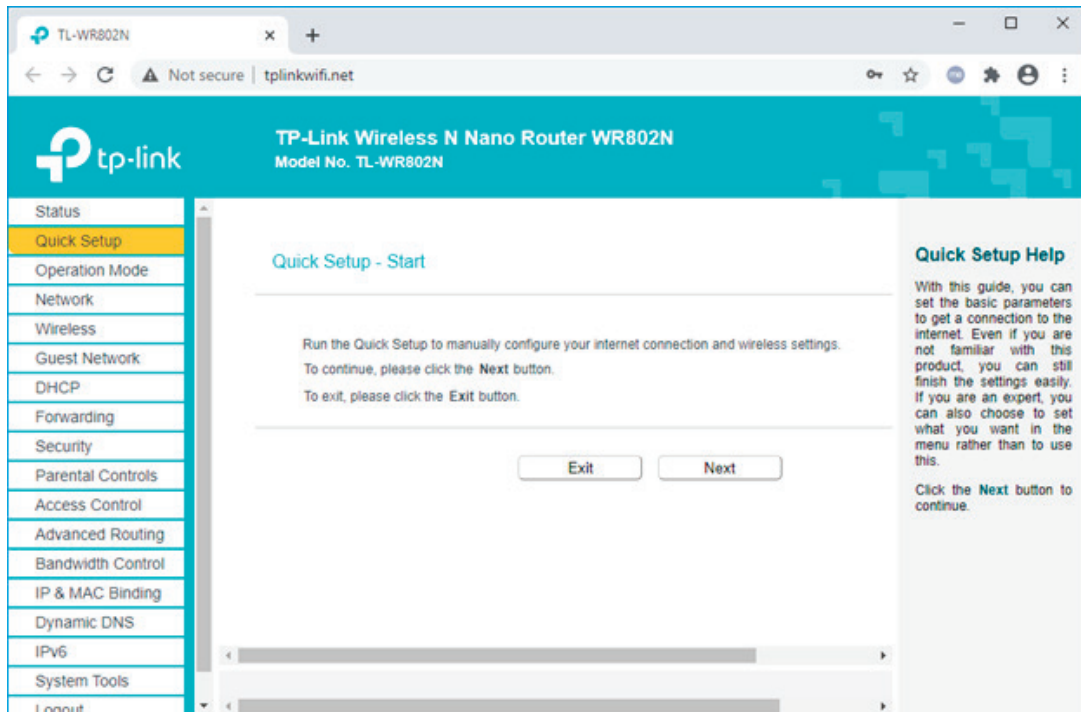 TL-WR802N
Not secure | tplinkwifi.net
tp-link
TP-Link Wireless N Nano Router WR802N
Model No. TL-WR802N
Status
Quick Setup
Operation Mode
Network
Wireless
Guest Network
DHCP
Forwarding
Security
Parental Controls
Access Control
Advanced Routing
Bandwidth Control
IP & MAC Binding
Dynamic DNS
IPv6
System Tools
Logout
Quick Setup - Start
Run the Quick Setup to manually configure your internet connection and wireless settings.
To continue, please click the Next button.
To exit, please click the Exit button.
Exit
Next
Quick Setup Help
With this guide, you can
set the basic parameters
to get a connection to the
internet. Even if you are
not familiar with this
product, you can still
finish the settings easily.
If you are an expert, you
can also choose to set
what you want in the
menu rather than to use
this.
Click the Next button to
continue.